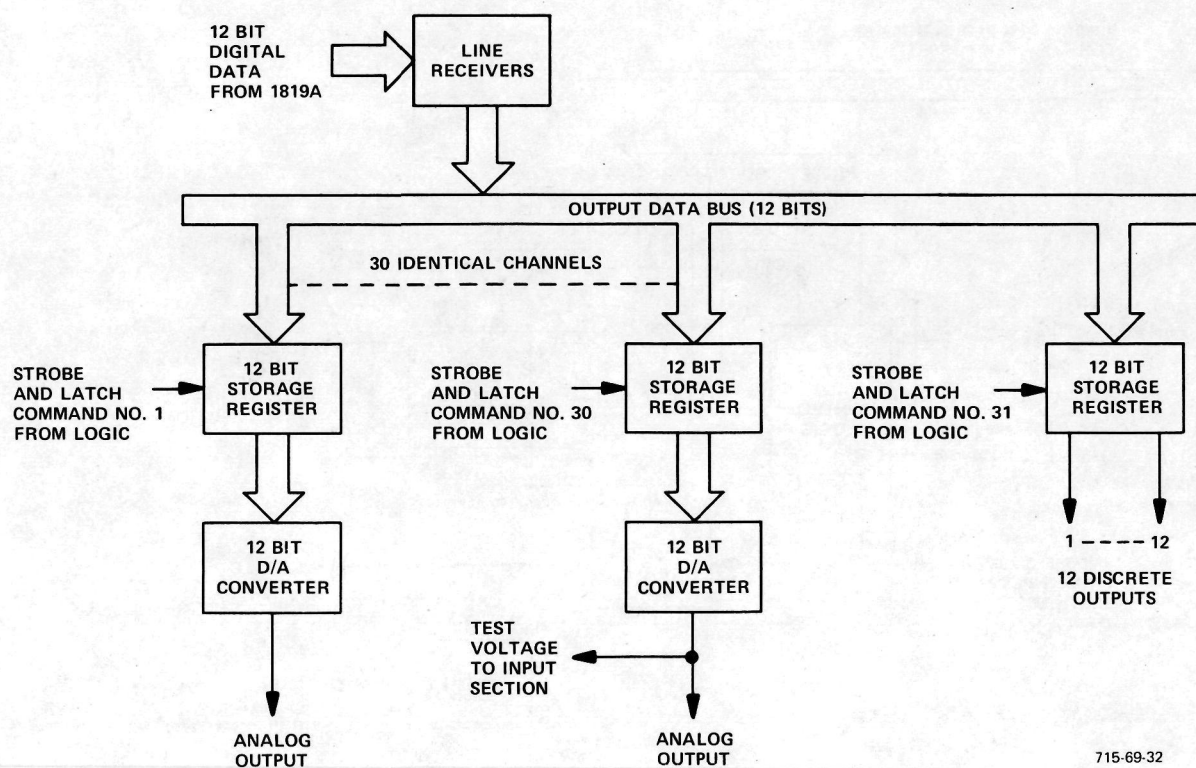 12 BIT
DIGITAL
DATA
FROM 1819A
LINE
RECEIVERS
OUTPUT DATA BUS (12 BITS)
30 IDENTICAL CHANNELS
STROBE
AND LATCH
COMMAND NO. 1
FROM LOGIC
12 BIT
STORAGE
REGISTER
STROBE
AND LATCH
COMMAND NO. 30
FROM LOGIC
12 BIT
STORAGE
REGISTER
STROBE
AND LATCH
COMMAND NO. 31
FROM LOGIC
12 BIT
STORAGE
REGISTER
12 BIT
D/A
CONVERTER
12 BIT
D/A
CONVERTER
1 ---- 12
12 DISCRETE
OUTPUTS
TEST
VOLTAGE
TO INPUT
SECTION
ANALOG
OUTPUT
ANALOG
OUTPUT
715-69-32